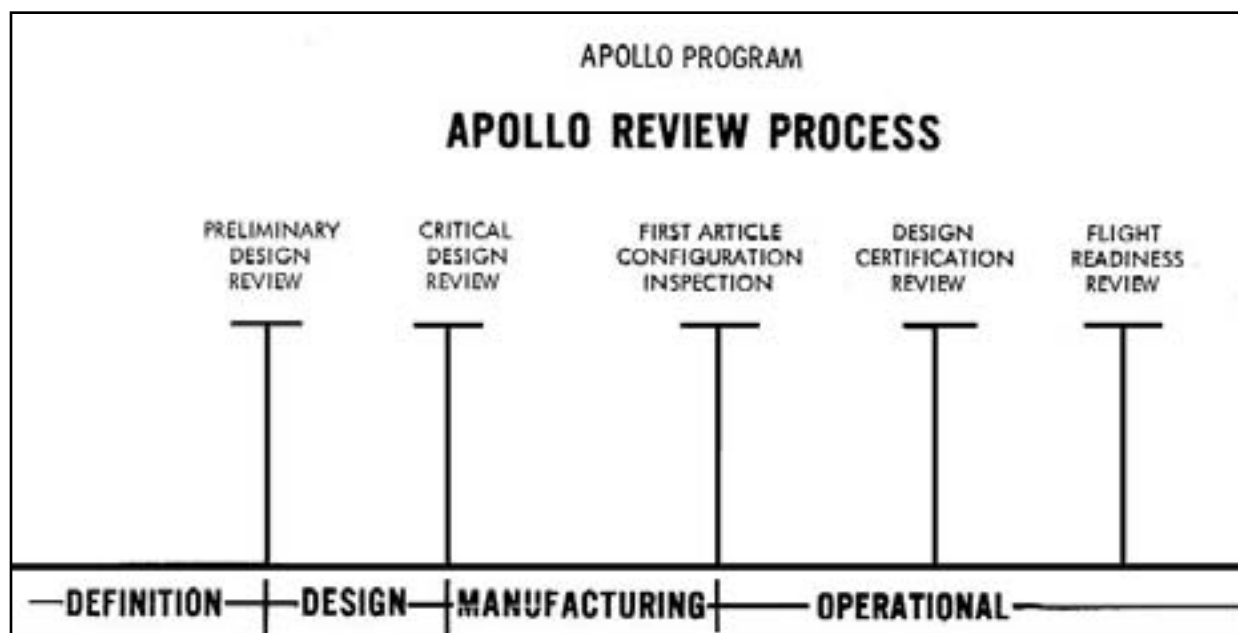 APOLLO PROGRAM
APOLLO REVIEW PROCESS
PRELIMINARY
DESIGN
REVIEW
CRITICAL
DESIGN
REVIEW
FIRST ARTICLE
CONFIGURATION
INSPECTION
DESIGN
CERTIFICATION
REVIEW
FLIGHT
READINESS
REVIEW
DEFINITION
DESIGN
MANUFACTURING
OPERATIONAL